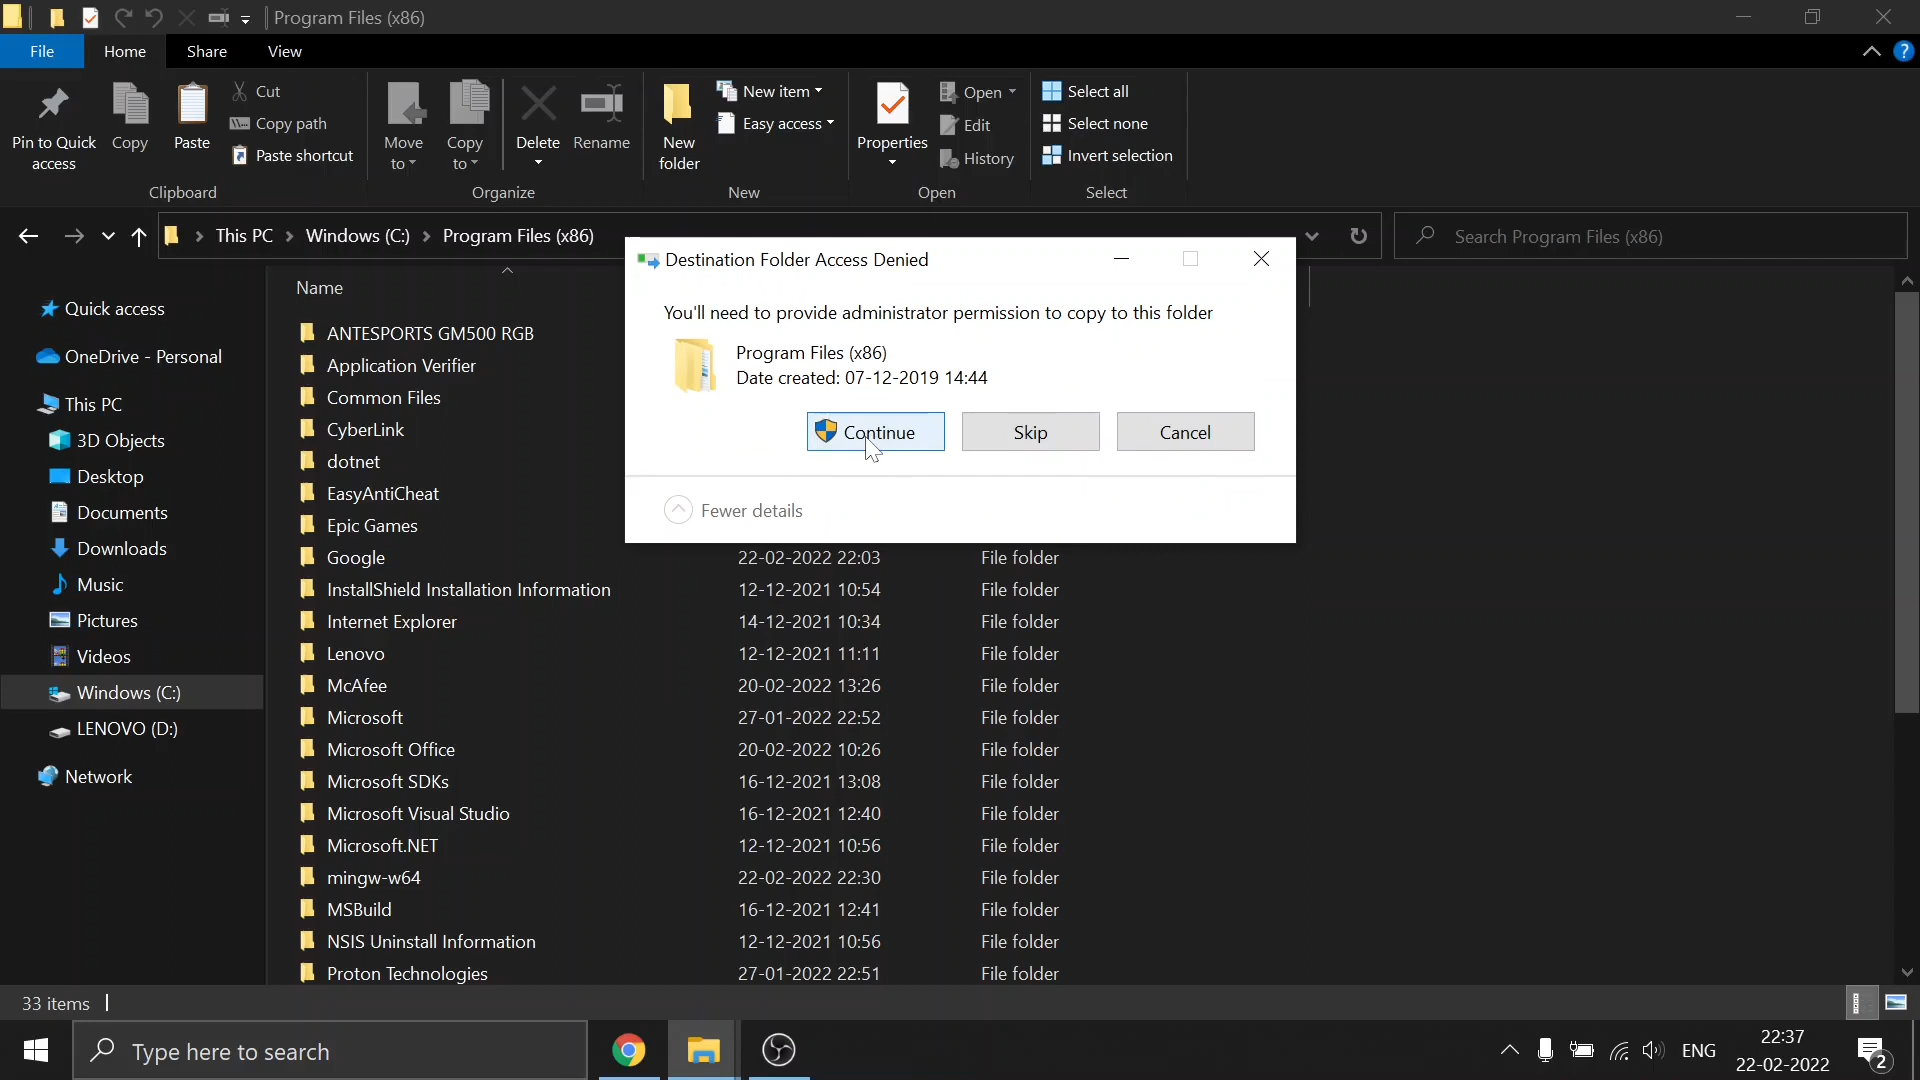 Program Files (x86)
File Home Share View
Pin to Quick access
Copy
Paste
Cut
Copy path
Paste shortcut
Clipboard
Move to
Copy to
Delete
Rename
Organize
New folder
New item
Easy access
New
Properties
Open
Edit
History
Open
Select all
Select none
Invert selection
Select
This PC Windows (C:) Program Files (x86)
Search Program Files (x86)
Quick access
OneDrive - Personal
This PC
3D Objects
Desktop
Documents
Downloads
Music
Pictures
Videos
Windows (C:)
LENOVO (D:)
Network
Name
ANTESPORTS GM500 RGB
Application Verifier
Common Files
CyberLink
dotnet
EasyAntiCheat
Epic Games
Google 22-02-2022 22:03 File folder
InstallShield Installation Information 12-12-2021 10:54 File folder
Internet Explorer 14-12-2021 10:34 File folder
Lenovo 12-12-2021 11:11 File folder
McAfee 20-02-2022 13:26 File folder
Microsoft 27-01-2022 22:52 File folder
Microsoft Office 20-02-2022 10:26 File folder
Microsoft SDKs 16-12-2021 13:08 File folder
Microsoft Visual Studio 16-12-2021 12:40 File folder
Microsoft.NET 12-12-2021 10:56 File folder
mingw-w64 22-02-2022 22:30 File folder
MSBuild 16-12-2021 12:41 File folder
NSIS Uninstall Information 12-12-2021 10:56 File folder
Proton Technologies 27-01-2022 22:51 File folder
Destination Folder Access Denied
You'll need to provide administrator permission to copy to this folder
Program Files (x86)
Date created: 07-12-2019 14:44
Continue Skip Cancel
Fewer details
33 items
Type here to search
ENG
22:37
22-02-2022
2